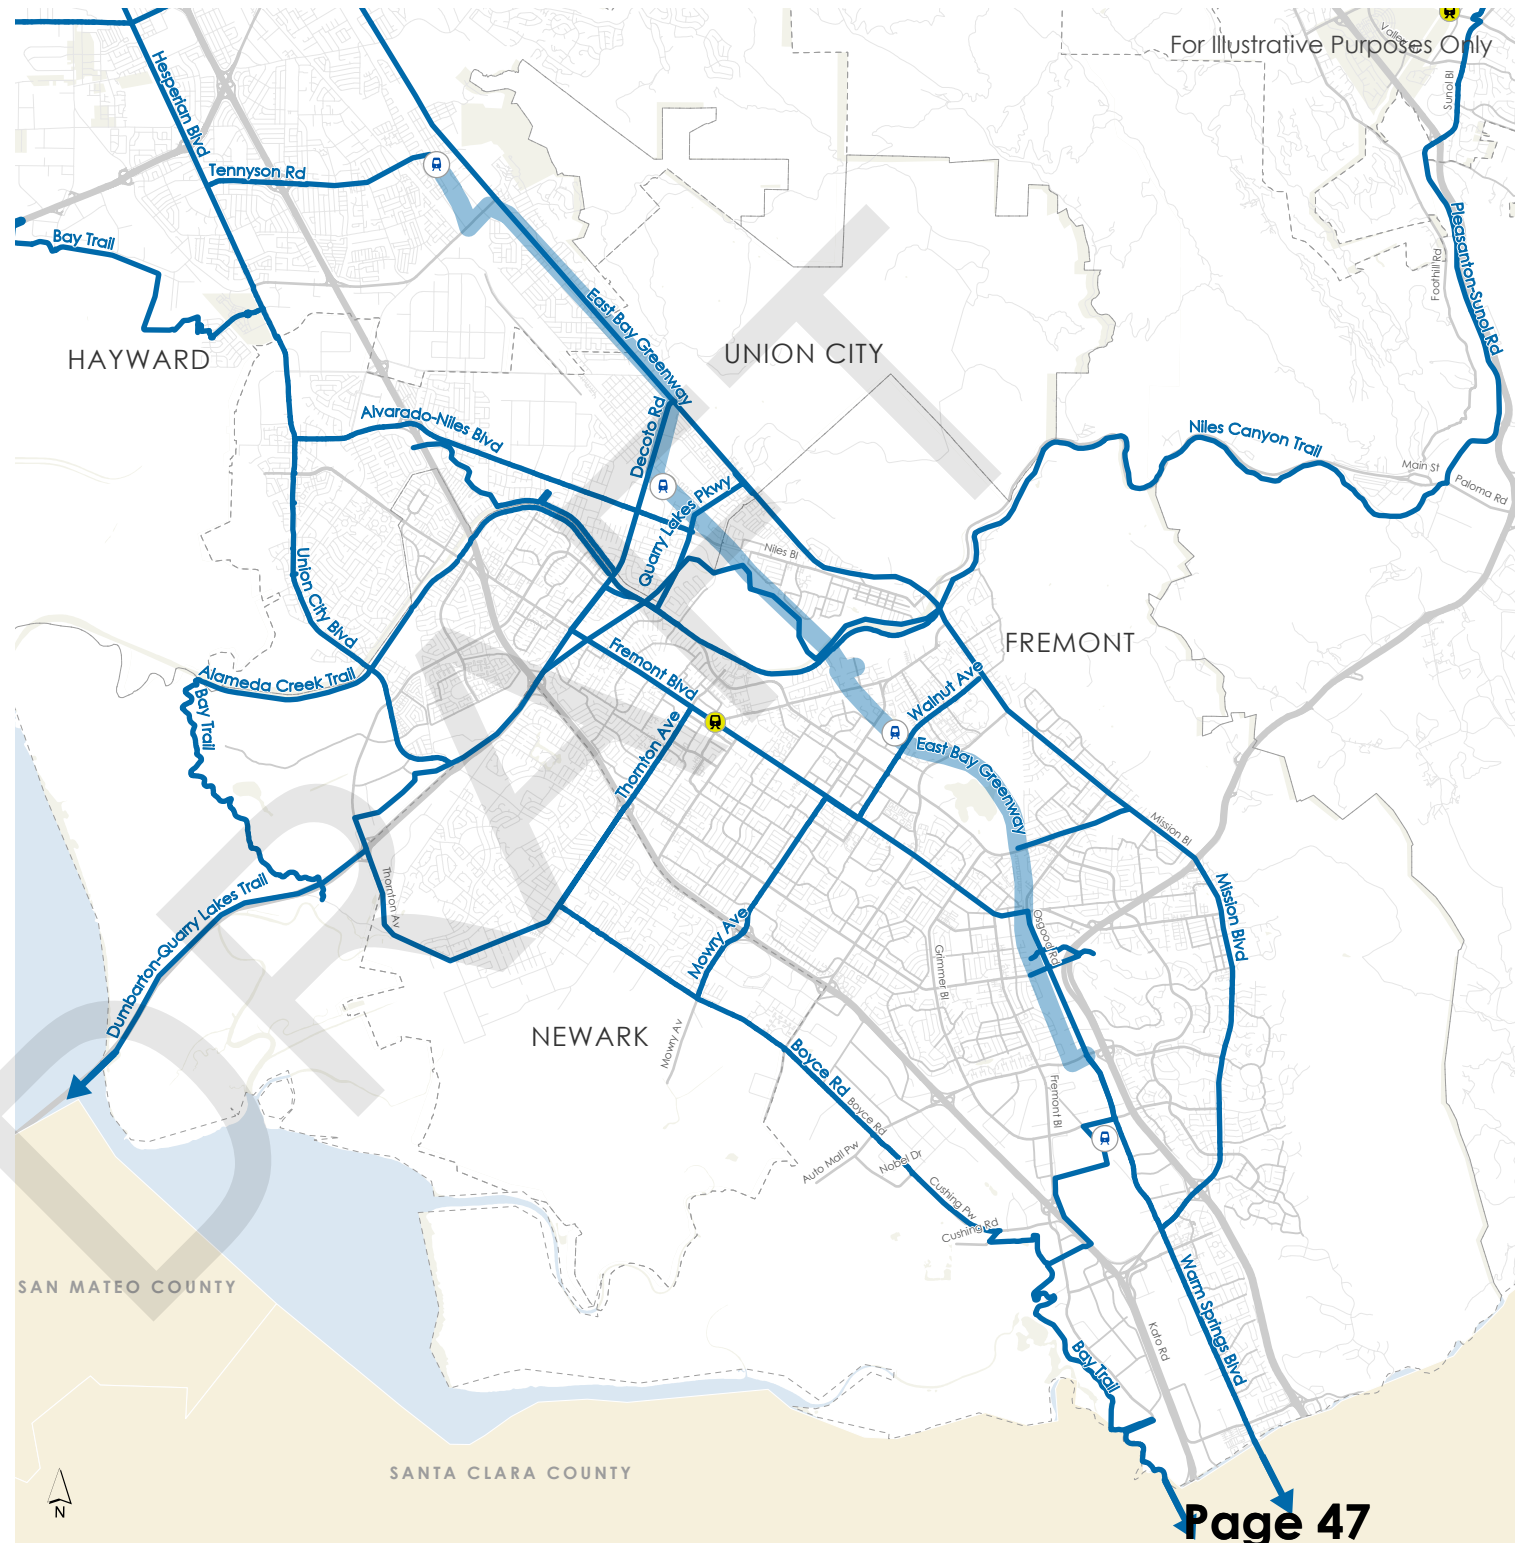 For Illustrative Purposes Only
Sunol Bl
Hesperian Blvd
Tennyson Rd
Bay Trail
Pleasanton-Sunol Rd
Foothill Rd
East Bay Greenway
HAYWARD
UNION CITY
Alvarado-Niles Blvd
Decoto Rd
Niles Canyon Trail
Main St
Paloma Rd
Quarry Lakes Pkwy
Niles Bl
Union City Blvd
FREMONT
Fremont Blvd
Alameda Creek Trail
Bay Trail
Walnut Ave
Thornton Ave
East Bay Greenway
Mission Bl
Thornton Av
Mission Blvd
Dumbarton-Quarry Lakes Trail
Mowry Ave
Osgood Rd
Grimmer Bl
NEWARK
Mowry Av
Boyce Rd
Boyce Rd
Fremont Bl
Auto Mall Pw
Nobel Dr
Cushing Pw
Cushing Rd
SAN MATEO COUNTY
Warm Springs Blvd
Kato Rd
Bay Trail
SANTA CLARA COUNTY
N
Page 47
DRAFT